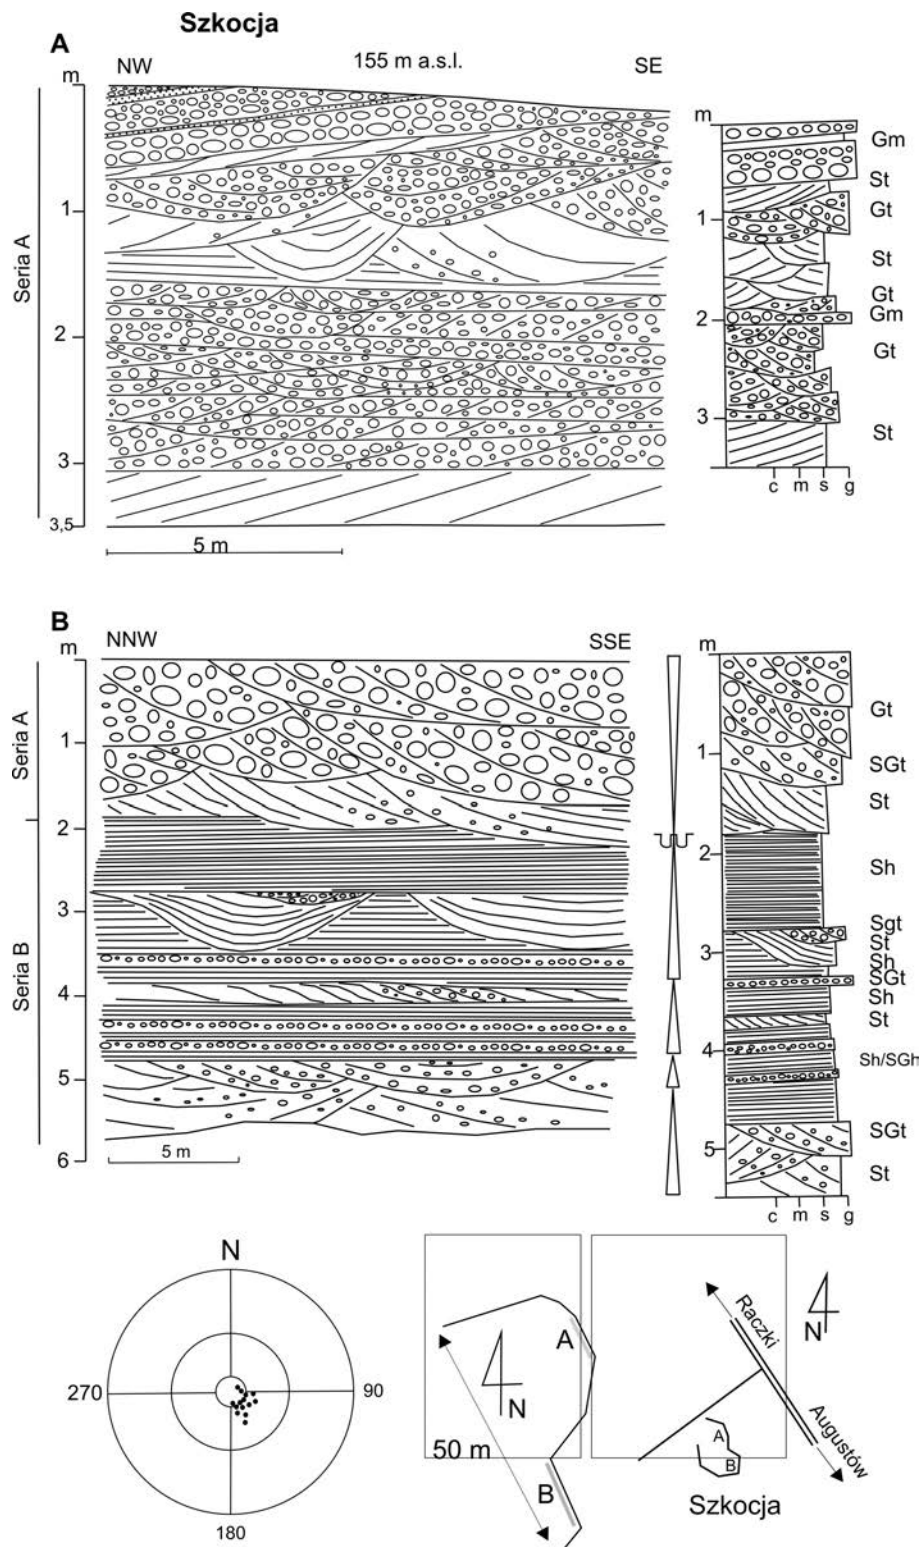 Szkocja
A
155 m a.s.l.
NW
SE
m
Seria A
1
2
3
3,5
5 m
m
1
2
3
Gm
St
Gt
St
Gt
Gm
Gt
St
c m s g
B
NNW
SSE
m
Seria A
Seria B
1
2
3
4
5
6
5 m
m
1
2
3
4
5
Gt
SGt
St
Sh
Sgt
St
Sh
SGt
Sh
St
Sh/SGh
SGt
St
c m s g
N
270
90
180
A
N
50 m
B
Raczki
N
Augustów
A
B
Szkocja